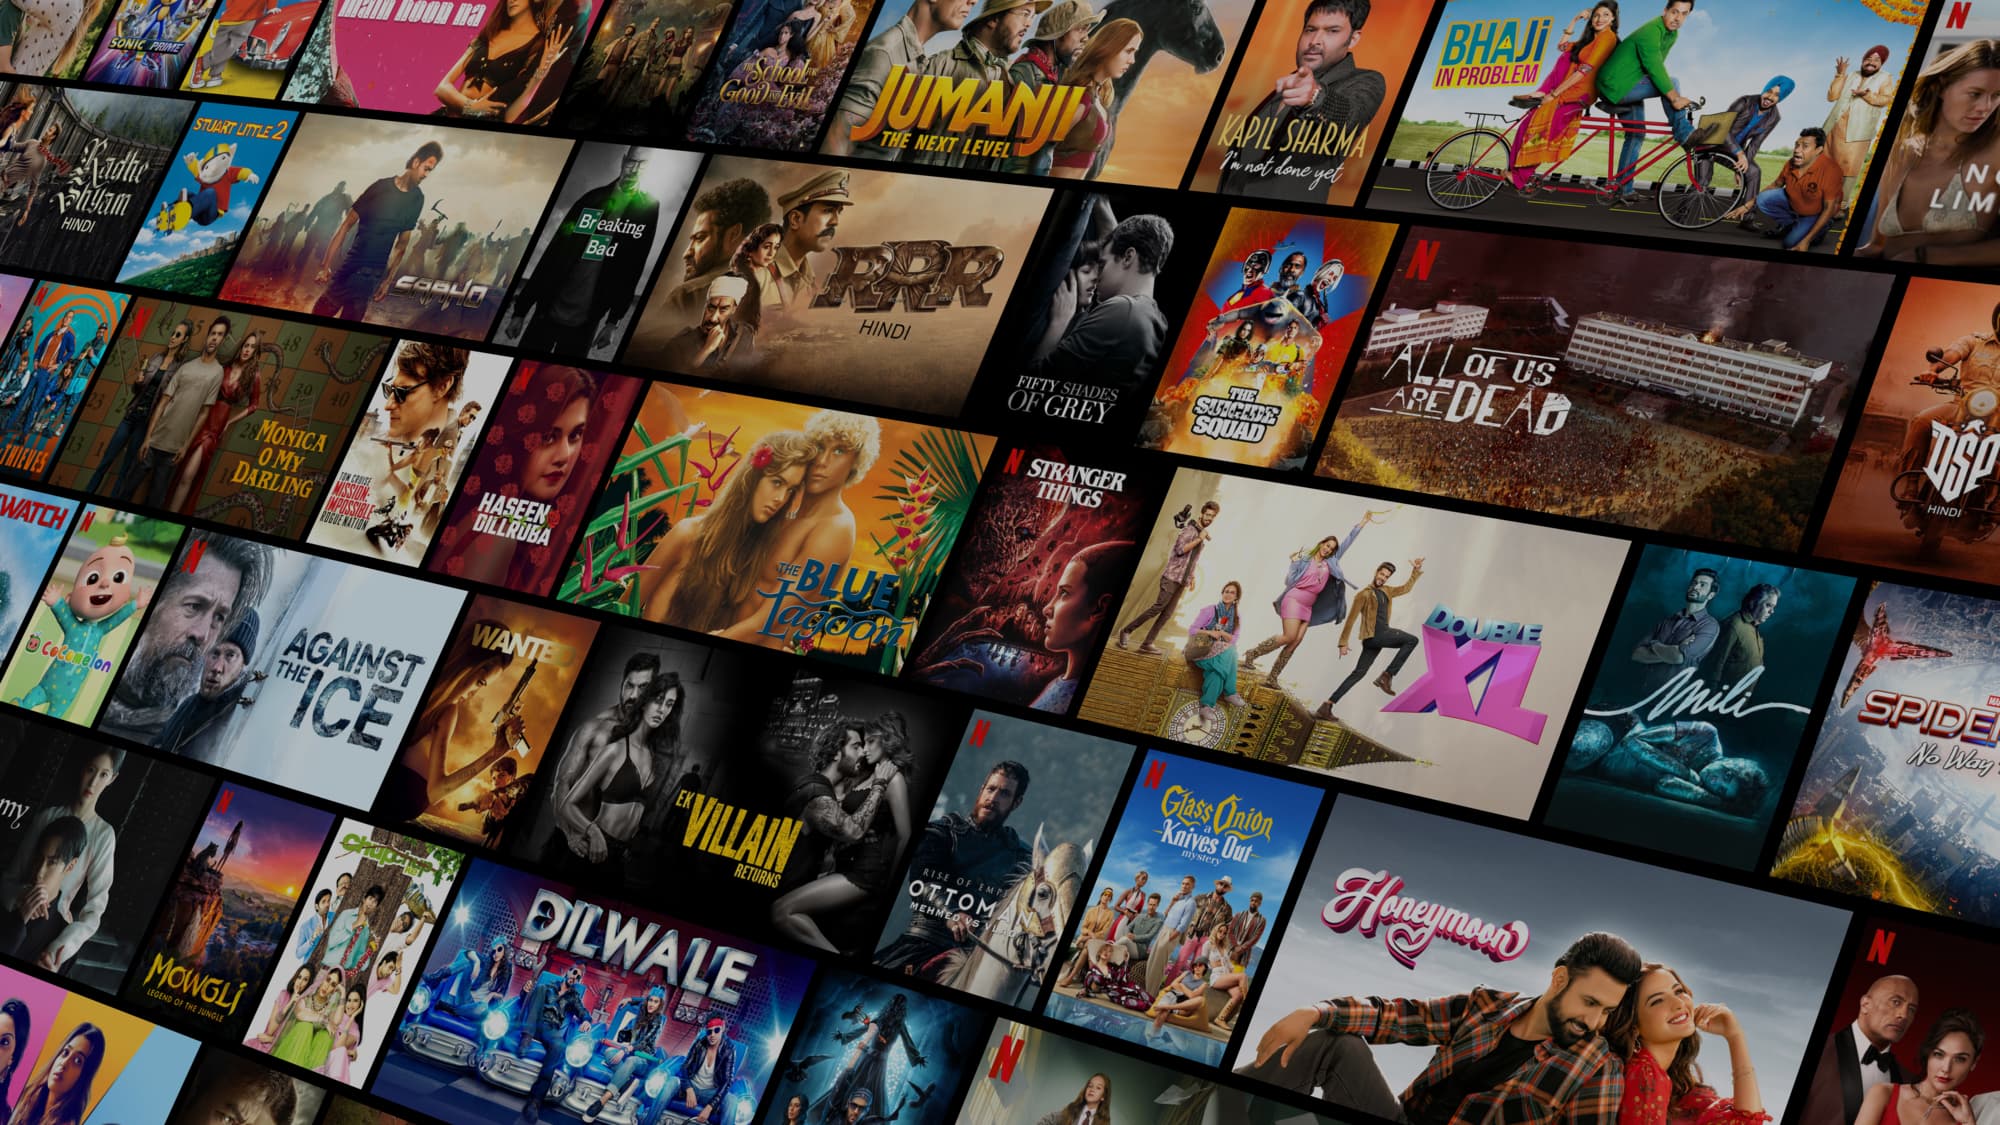 SONIC PRIME
Main hoon na
The School for
Good and Evil
JUMANJI
THE NEXT LEVEL
KAPIL SHARMA
I'm not done yet
BHAJI
IN PROBLEM
N
NO
LIM
Radhe
Shyam
HINDI
STUART LITTLE 2
SAAHO
Breaking
Bad
RRR
HINDI
FIFTY SHADES
OF GREY
THE
SUICIDE
SQUAD
N
ALL OF US
ARE DEAD
DSP
HINDI
N
THIEVES
N
MONICA
O MY
DARLING
TOM CRUISE
MISSION:
IMPOSSIBLE
ROGUE NATION
N
HASEEN
DILLRUBA
THE BLUE
Lagoon
N
STRANGER
THINGS
DOUBLE
XL
Mili
SPIDER
No Way
WATCH
N
CoComelon
N
AGAINST
THE ICE
WANTE
EK
VILLAIN
RETURNS
N
RISE OF EMP
OTTOMAN
MEHMED VS VL
N
Glass Onion
a
Knives Out
mystery
Honeymoon
N
my
N
MOWGLI
LEGEND OF THE JUNGLE
Chupchup
DILWALE
N